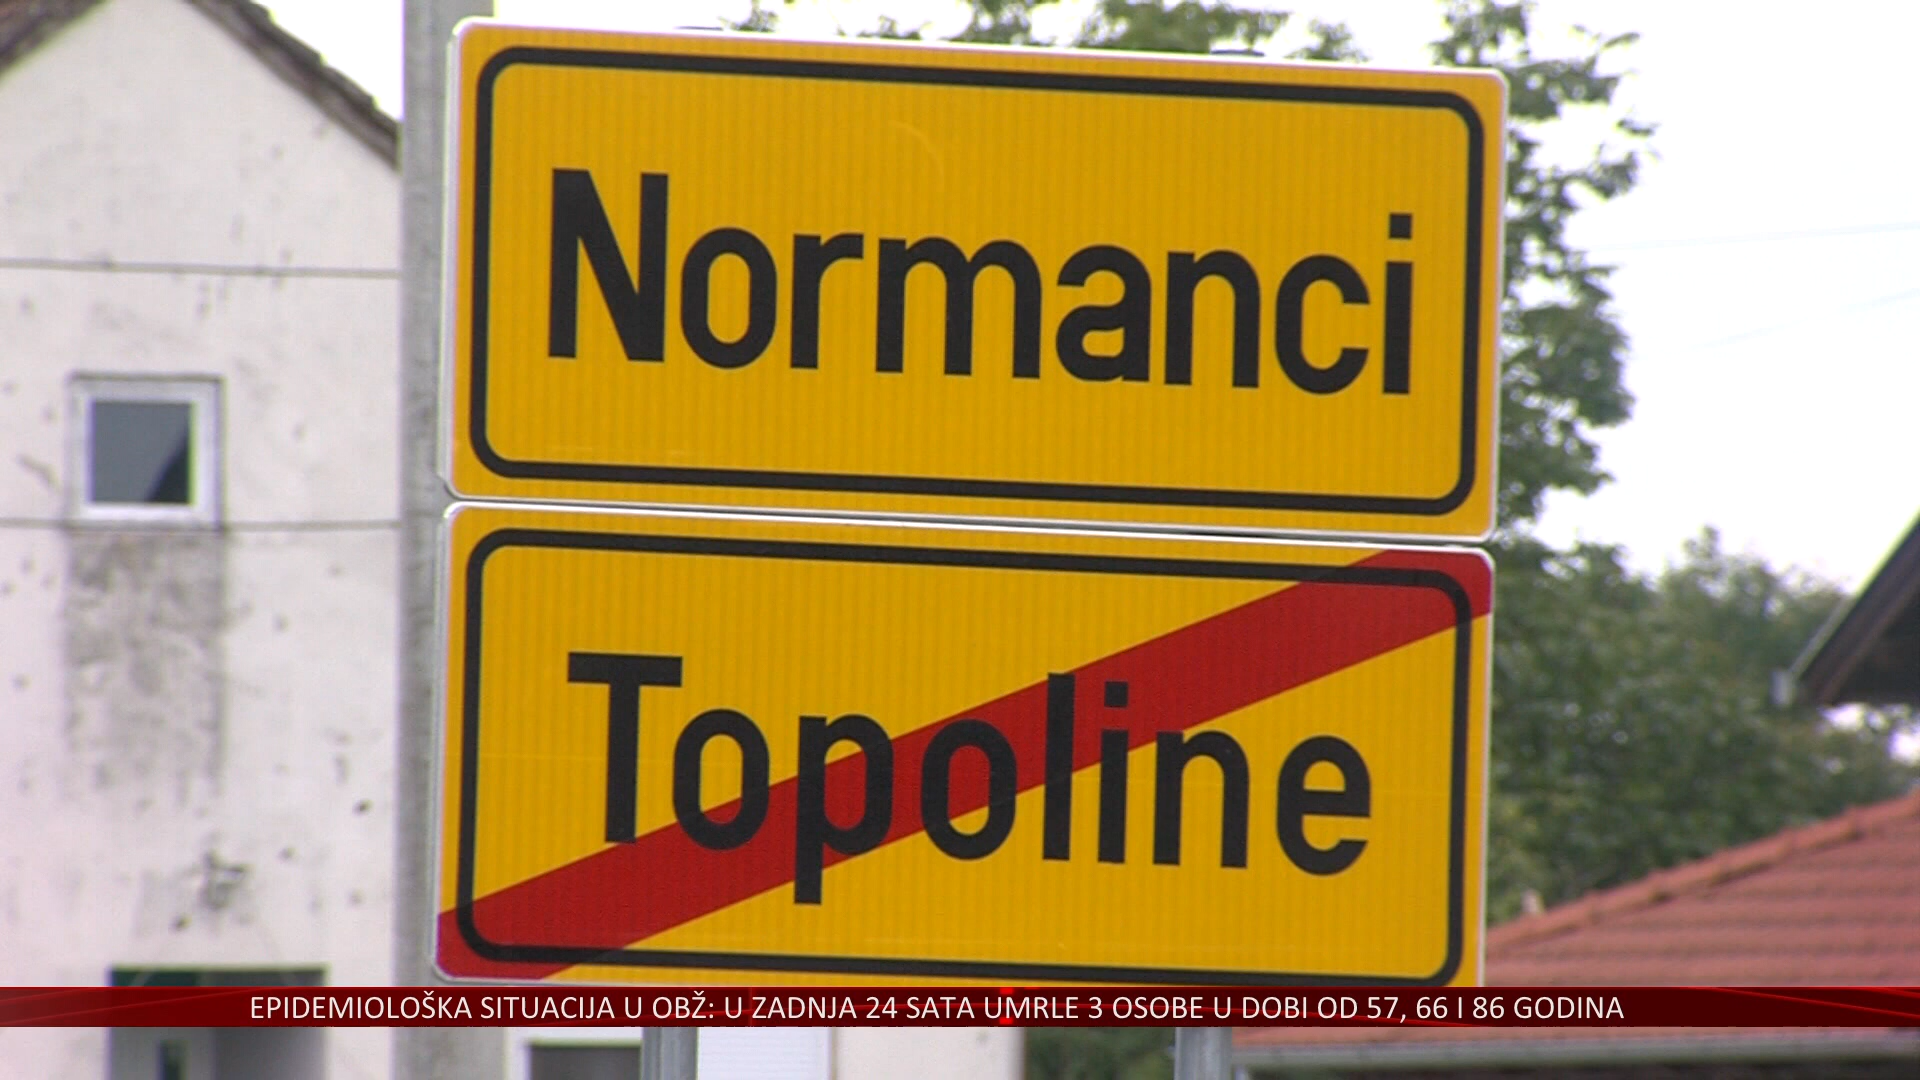 Normanci
Topoline
EPIDEMIOLOŠKA SITUACIJA U OBŽ: U ZADNJA 24 SATA UMRLE 3 OSOBE U DOBI OD 57, 66 I 86 GODINA